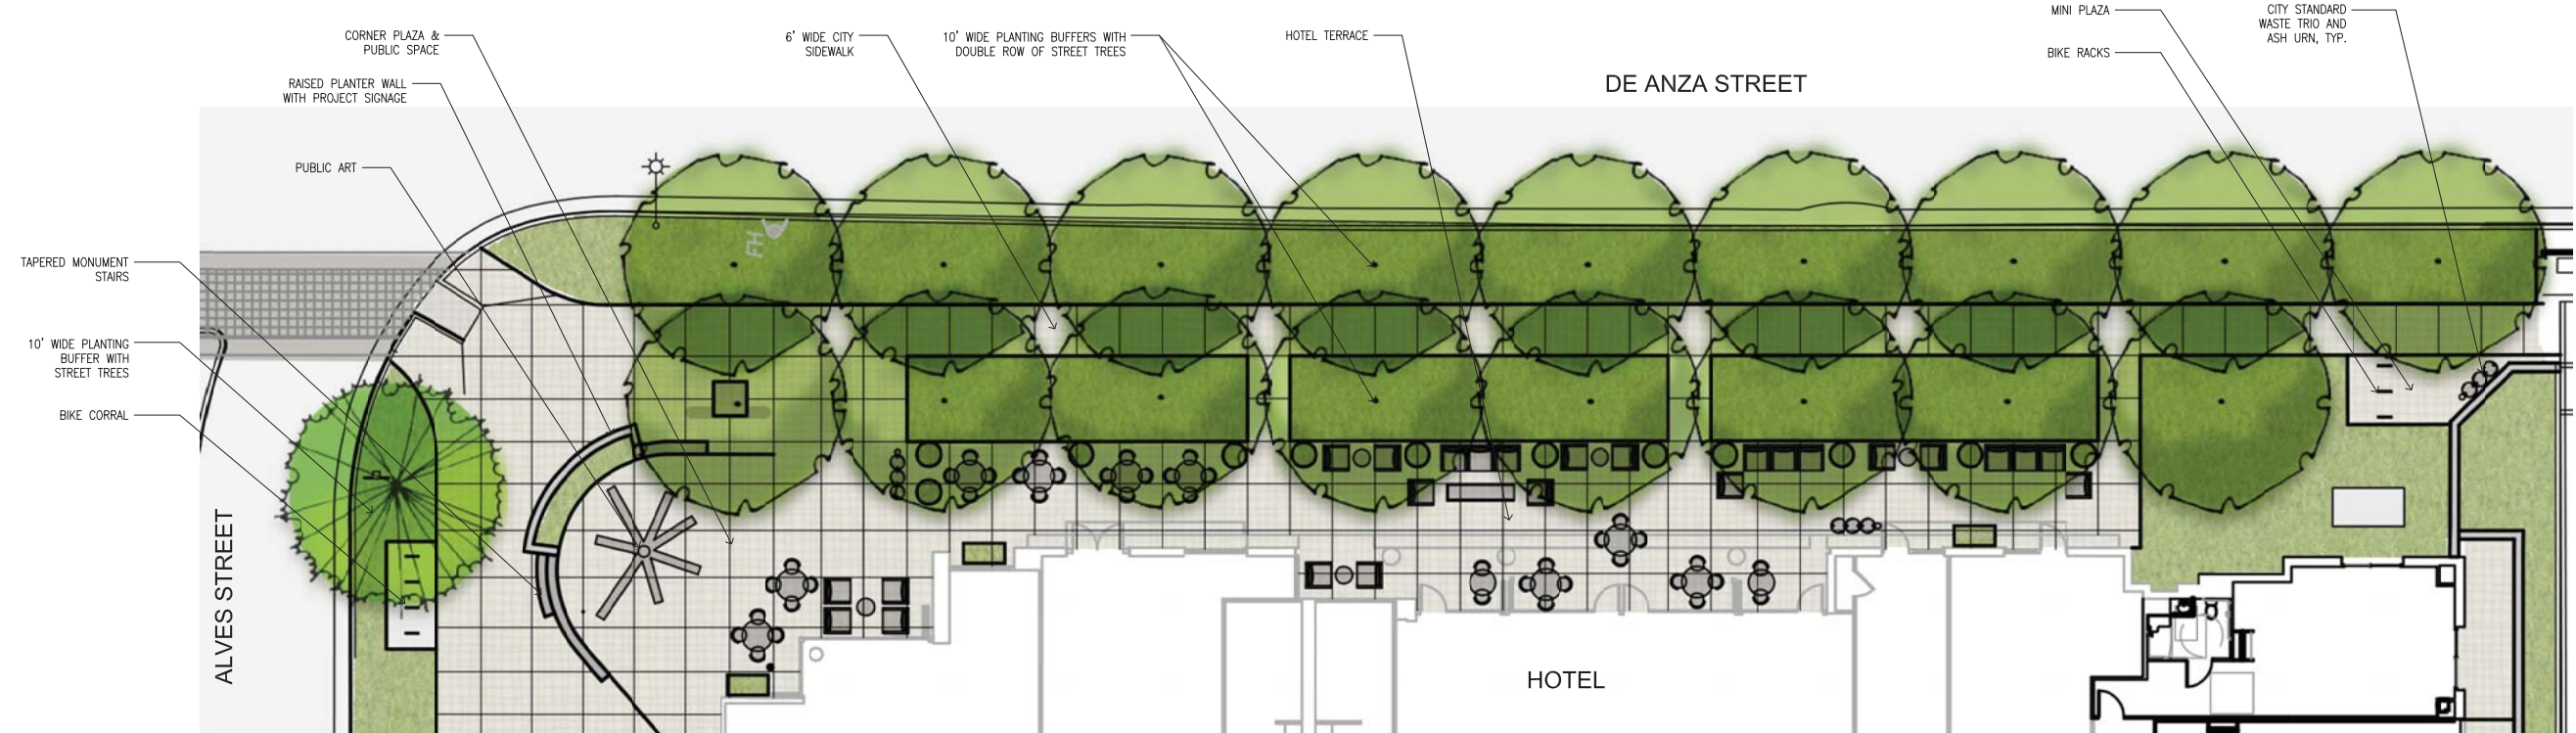 CORNER PLAZA &
PUBLIC SPACE
RAISED PLANTER WALL
WITH PROJECT SIGNAGE
PUBLIC ART
TAPERED MONUMENT
STAIRS
10' WIDE PLANTING
BUFFER WITH
STREET TREES
BIKE CORRAL
6' WIDE CITY
SIDEWALK
10' WIDE PLANTING BUFFERS WITH
DOUBLE ROW OF STREET TREES
HOTEL TERRACE
DE ANZA STREET
MINI PLAZA
BIKE RACKS
CITY STANDARD
WASTE TRIO AND
ASH URN, TYP.
FH
ALVES STREET
HOTEL